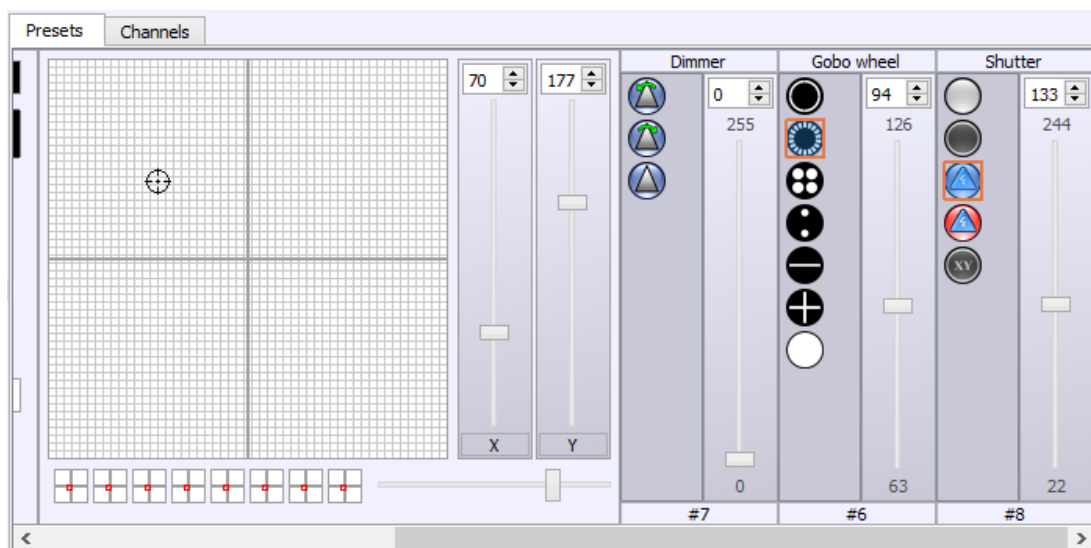 Presets Channels
Dimmer Gobo wheel Shutter
70 177 0 94 133
255 126 244
XY
X Y
0 63 22
#7 #6 #8